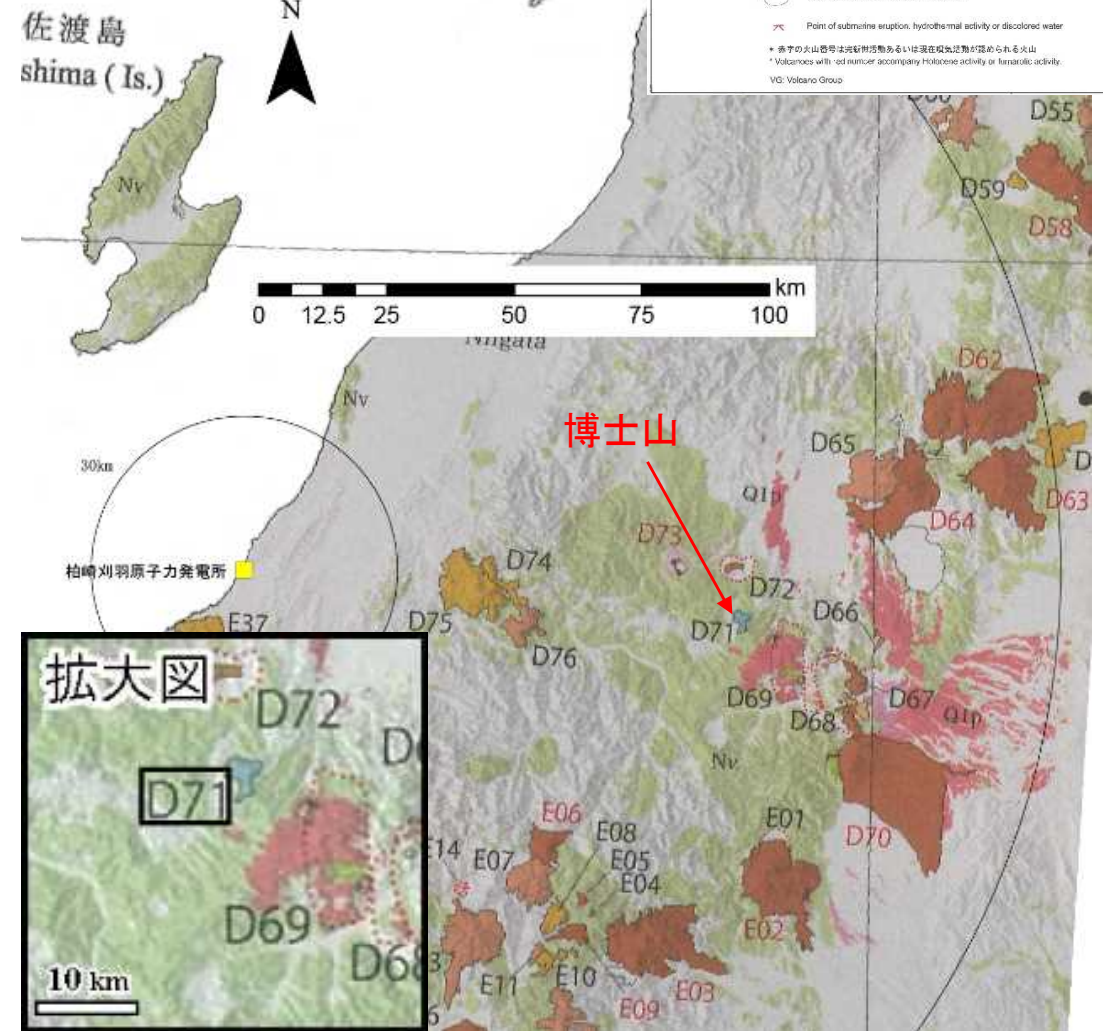 佐渡島
shima ( Is.)
N
Point of submarine eruption, hydrothermal activity or discolored water
* 赤字の火山番号は完新世活動あるいは現在噴気活動が認められる火山
* Volcanoes with red number accompany Holocene activity or fumarolic activity.
VG: Volcano Group
D55
Nv
D59
D58
km
0 12.5 25 50 75 100
Niigata
D62
Nv
博士山
D65
30km
Q1p
D63
D64
D73
柏崎刈羽原子力発電所
D74
D72
E37
D75
D71
D66
D76
拡大図
D69
D67
D68
Q1p
D72
Nv
D71
E06
E01
D70
E08
E14
E07
E05
E04
D69
E02
D68
10 km
E11
E10
E03
E09